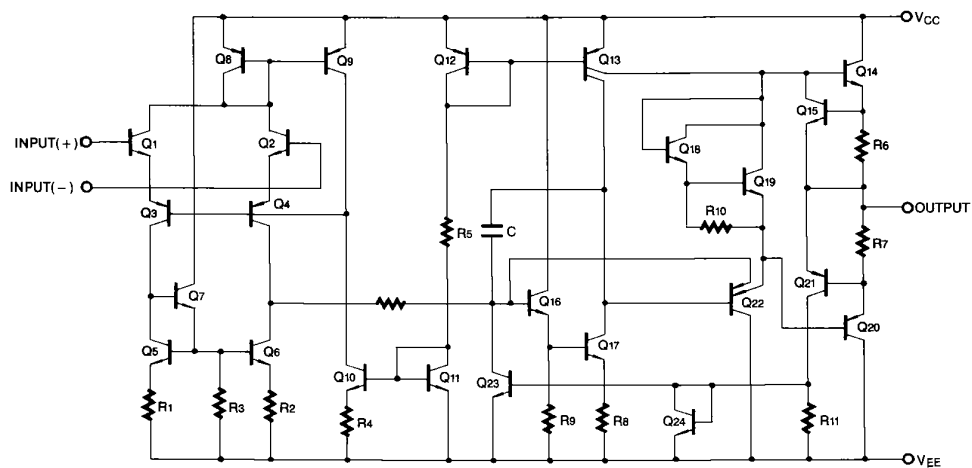 VCC
Q8
Q9
Q12
Q13
Q14
Q15
INPUT(+)
Q1
Q2
Q18
R6
INPUT(-)
Q19
Q3
Q4
R10
OUTPUT
R5
C
R7
Q7
Q16
Q22
Q21
Q20
Q5
Q6
Q17
Q10
Q11
Q23
R1
R3
R2
R4
R9
R8
Q24
R11
VEE